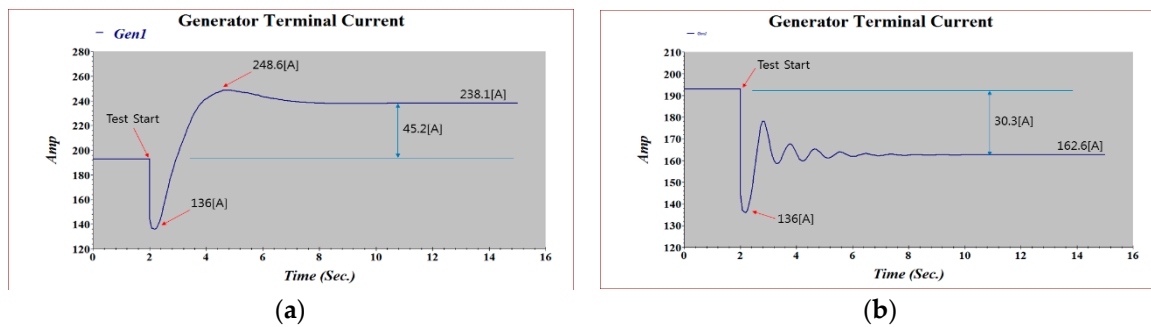 Generator Terminal Current
Gen1
280
260
240
220
200
180
160
140
120
Amp
248.6[A]
238.1[A]
45.2[A]
Test Start
136[A]
0 2 4 6 8 10 12 14 16
Time (Sec.)
(a)
Generator Terminal Current
210
200
190
180
170
160
150
140
130
120
Amp
Test Start
30.3[A]
162.6[A]
136[A]
0 2 4 6 8 10 12 14 16
Time (Sec.)
(b)